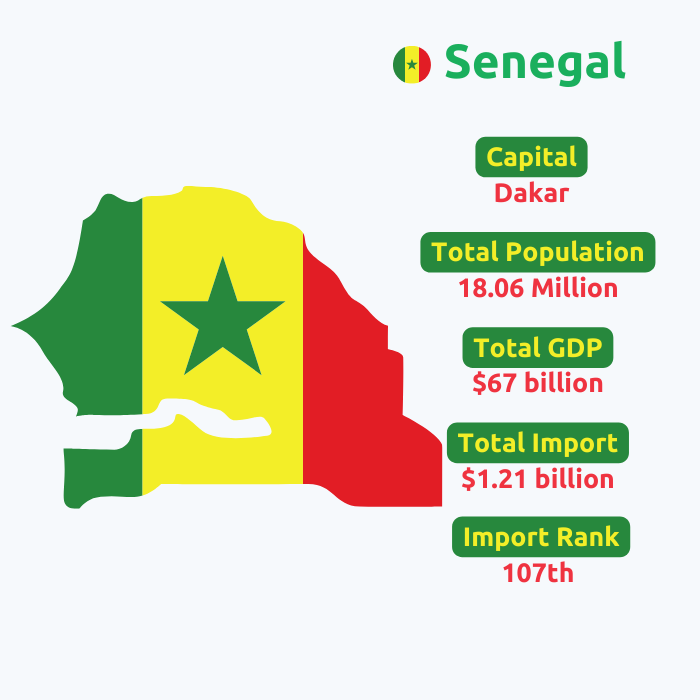 Senegal
Capital
Dakar
Total Population
18.06 Million
Total GDP
$67 billion
Total Import
$1.21 billion
Import Rank
107th